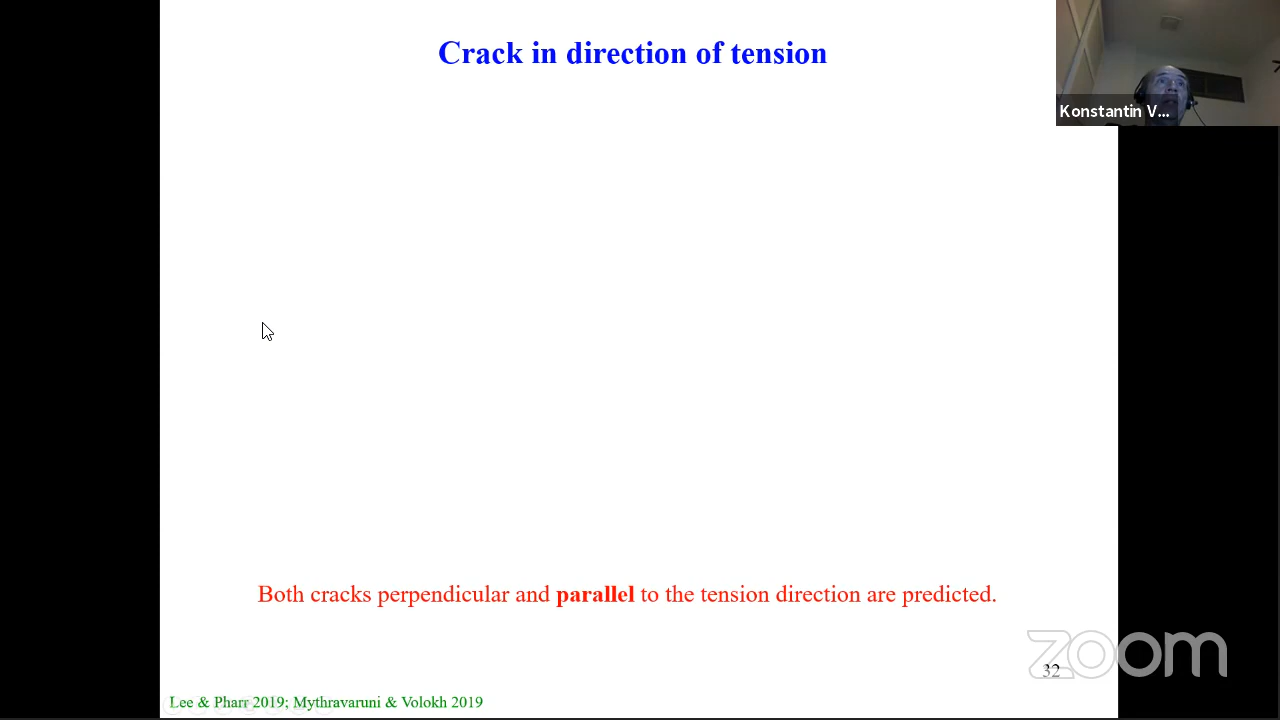 Crack in direction of tension
Konstantin V...
Both cracks perpendicular and parallel to the tension direction are predicted.
zoom
32
Lee & Pharr 2019; Mythravaruni & Volokh 2019